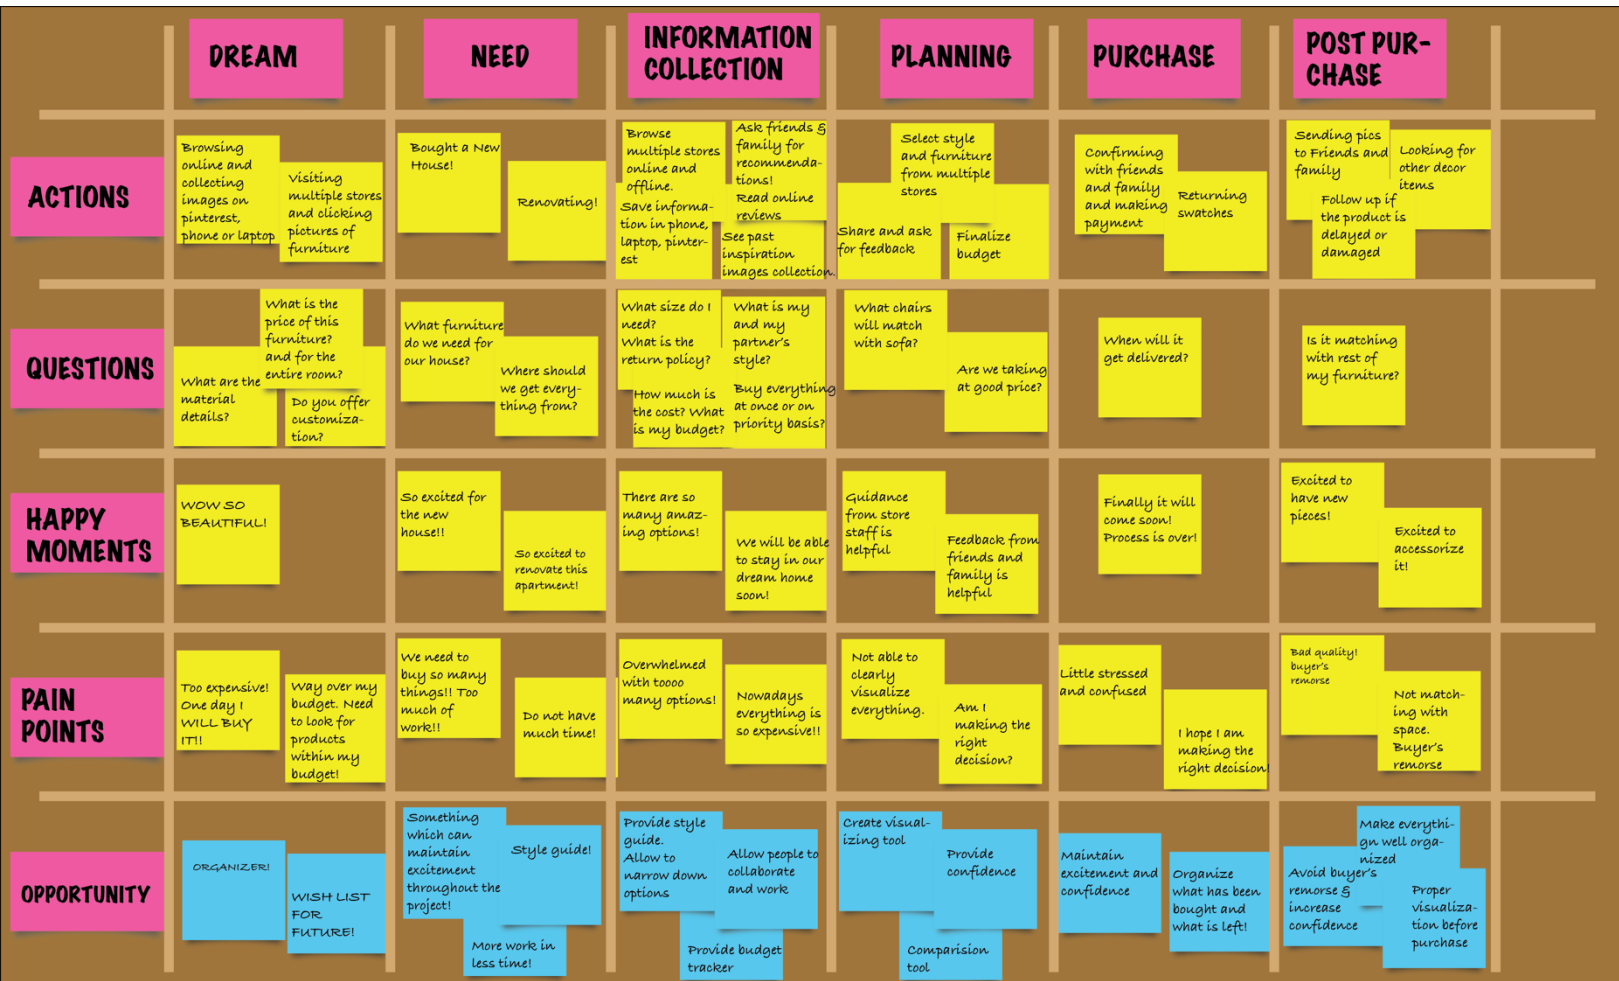 DREAM
NEED
INFORMATION
COLLECTION
PLANNING
PURCHASE
POST PUR-
CHASE
ACTIONS
Browsing
online and
collecting
images on
pinterest,
phone or laptop
Visiting
multiple stores
and clicking
pictures of
furniture
Bought a New
House!
Renovating!
Browse
multiple stores
online and
offline.
Ask friends &
family for
recommenda-
tions!
Read online
reviews
Save informa-
tion in phone,
laptop, pinter-
est
See past
inspiration
images collection.
Select style
and furniture
from multiple
stores
Share and ask
for feedback
Finalize
budget
Confirming
with friends
and family
and making
payment
Returning
swatches
Sending pics
to Friends and
family
Looking for
other decor
items
Follow up if
the product is
delayed or
damaged
QUESTIONS
What is the
price of this
furniture?
and for the
entire room?
What are the
material
details?
Do you offer
customiza-
tion?
What furniture
do we need for
our house?
Where should
we get every-
thing from?
What size do I
need?
What is the
return policy?
What is my
and my
partner's
style?
How much is
the cost? What
is my budget?
Buy everything
at once or on
priority basis?
What chairs
will match
with sofa?
Are we taking
at good price?
When will it
get delivered?
Is it matching
with rest of
my furniture?
HAPPY
MOMENTS
WOW SO
BEAUTIFUL!
So excited for
the new
house!!
So excited to
renovate this
apartment!
There are so
many amaz-
ing options!
We will be able
to stay in our
dream home
soon!
Guidance
from store
staff is
helpful
Feedback from
friends and
family is
helpful
Finally it will
come soon!
Process is over!
Excited to
have new
pieces!
Excited to
accessorize
it!
PAIN
POINTS
Too expensive!
One day I
WILL BUY
IT!!
Way over my
budget. Need
to look for
products
within my
budget!
We need to
buy so many
things!! Too
much of
work!!
Do not have
much time!
Overwhelmed
with toooo
many options!
Nowadays
everything is
so expensive!!
Not able to
clearly
visualize
everything.
Am I
making the
right
decision?
Little stressed
and confused
I hope I am
making the
right decision!
Bad quality!
buyer's
remorse
Not match-
ing with
space.
Buyer's
remorse
OPPORTUNITY
ORGANIZER!
WISH LIST
FOR
FUTURE!
Something
which can
maintain
excitement
throughout the
project!
Style guide!
More work in
less time!
Provide style
guide.
Allow to
narrow down
options
Allow people to
collaborate
and work
Provide budget
tracker
Create visual-
izing tool
Provide
confidence
Comparision
tool
Maintain
excitement and
confidence
Organize
what has been
bought and
what is left!
Make everythi-
gn well orga-
nized
Avoid buyer's
remorse &
increase
confidence
Proper
visualiza-
tion before
purchase